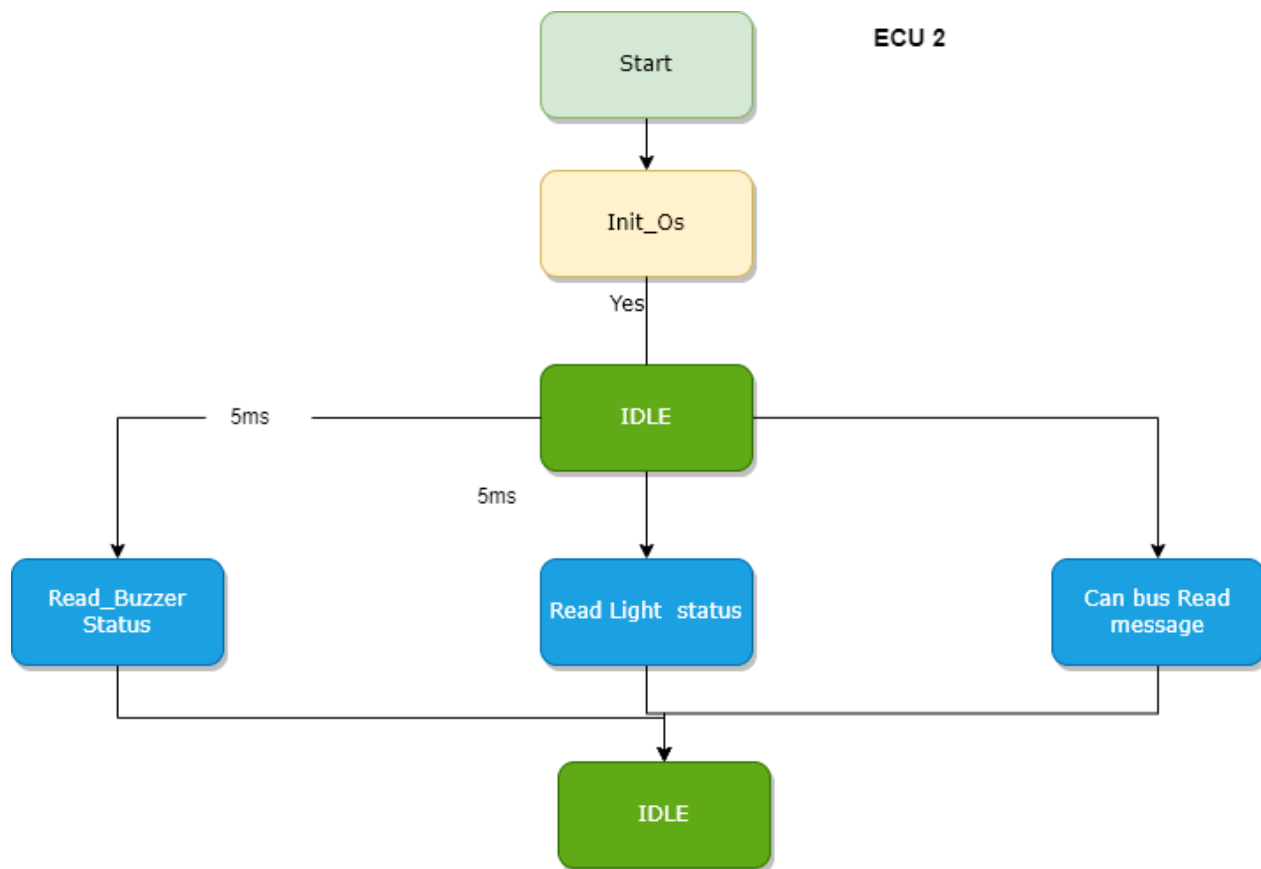 ECU 2
Start
Init_Os
Yes
IDLE
5ms
5ms
Read_Buzzer
Status
Read Light  status
Can bus Read
message
IDLE